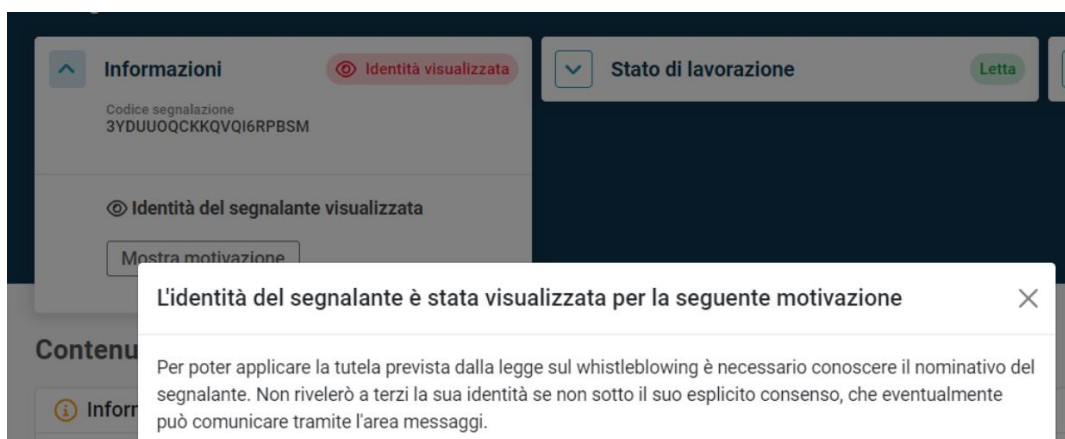 Informazioni
Identità visualizzata
Codice segnalazione
3YDUUOQCKKQVQI6RPBSM
Identità del segnalante visualizzata
Mostra motivazione
Stato di lavorazione
Letta
L'identità del segnalante è stata visualizzata per la seguente motivazione
Per poter applicare la tutela prevista dalla legge sul whistleblowing è necessario conoscere il nominativo del
segnalante. Non rivelerò a terzi la sua identità se non sotto il suo esplicito consenso, che eventualmente
può comunicare tramite l'area messaggi.
Contenu
Inforr